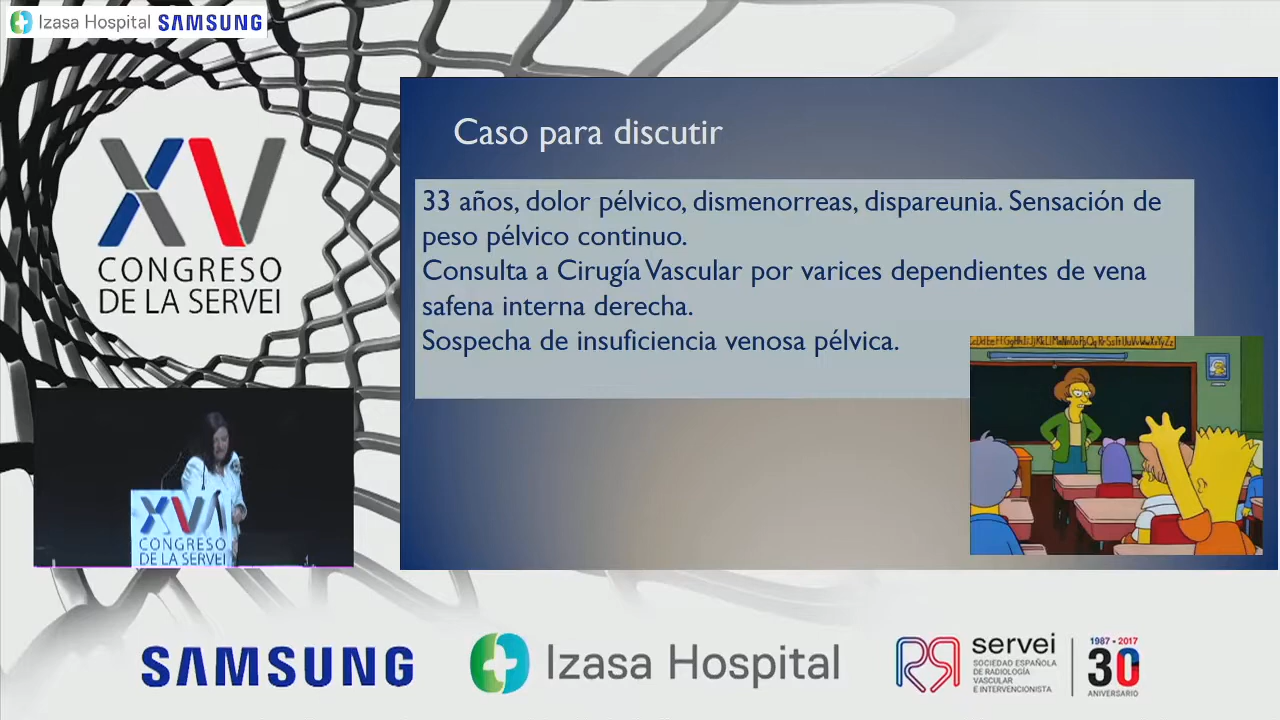 Izasa Hospital SAMSUNG
XV
CONGRESO
DE LA SERVEI
Caso para discutir
33 años, dolor pélvico, dismenorreas, dispareunia. Sensación de
peso pélvico continuo.
Consulta a Cirugía Vascular por varices dependientes de vena
safena interna derecha.
Sospecha de insuficiencia venosa pélvica.
XV
CONGRESO
DE LA SERVEI
SAMSUNG
Izasa Hospital
servei
SOCIEDAD ESPAÑOLA
DE RADIOLOGÍA
VASCULAR
E INTERVENCIONISTA
1987 • 2017
30
ANIVERSARIO